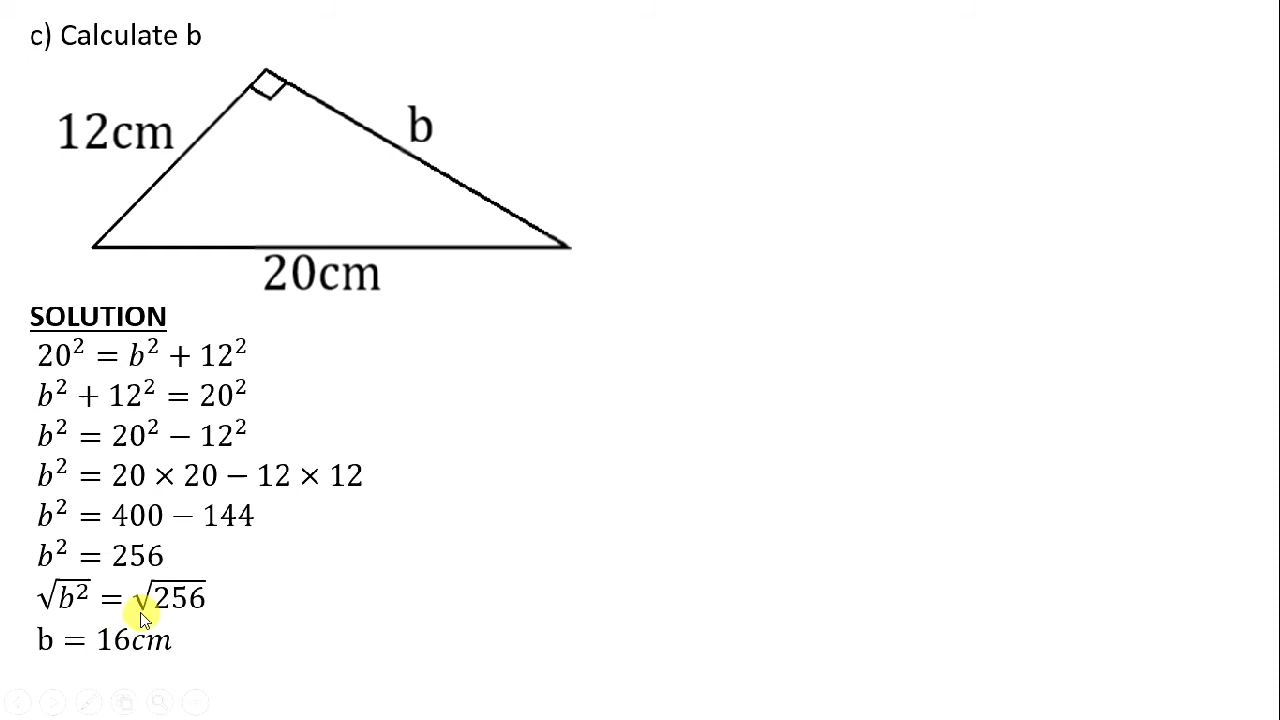 c) Calculate b
12cm
b
20cm
SOLUTION
20² = b² + 12²
b² + 12² = 20²
b² = 20² − 12²
b² = 20 × 20 − 12 × 12
b² = 400 − 144
b² = 256
√b² = √256
b = 16cm